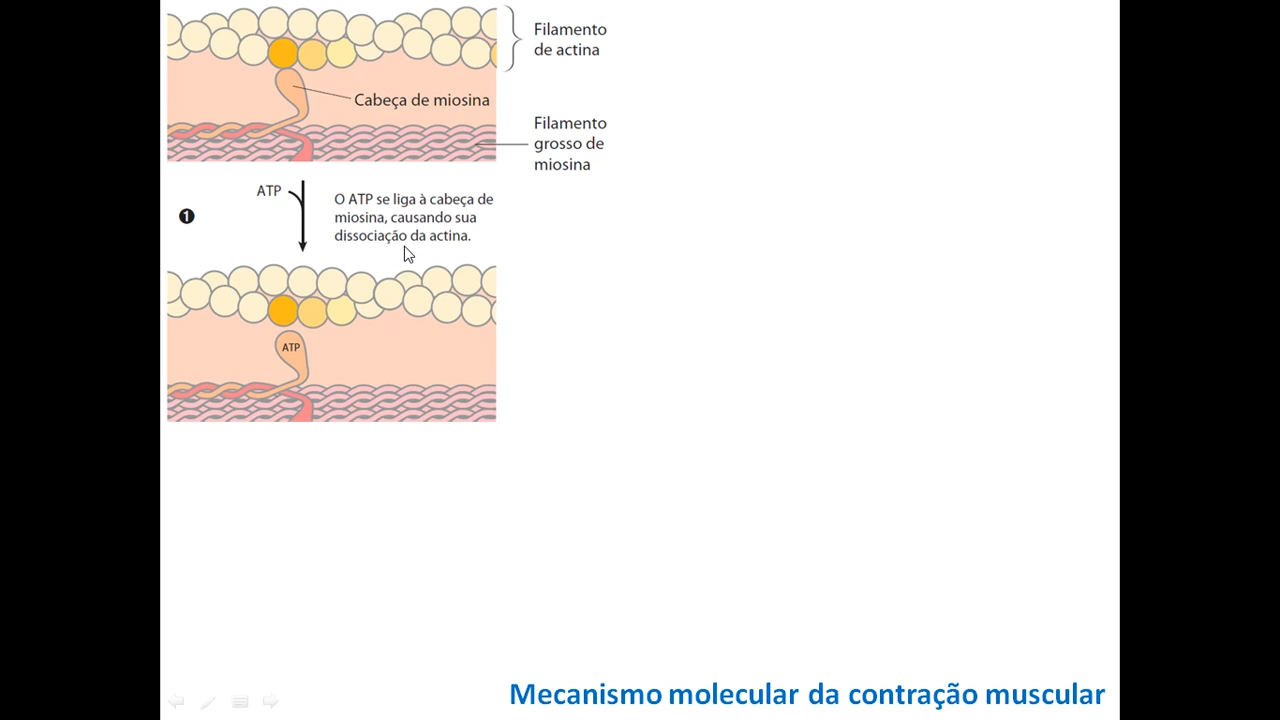 Filamento
de actina
Cabeça de miosina
Filamento
grosso de
miosina
ATP
❶
O ATP se liga à cabeça de
miosina, causando sua
dissociação da actina.
ATP
Mecanismo molecular da contração muscular